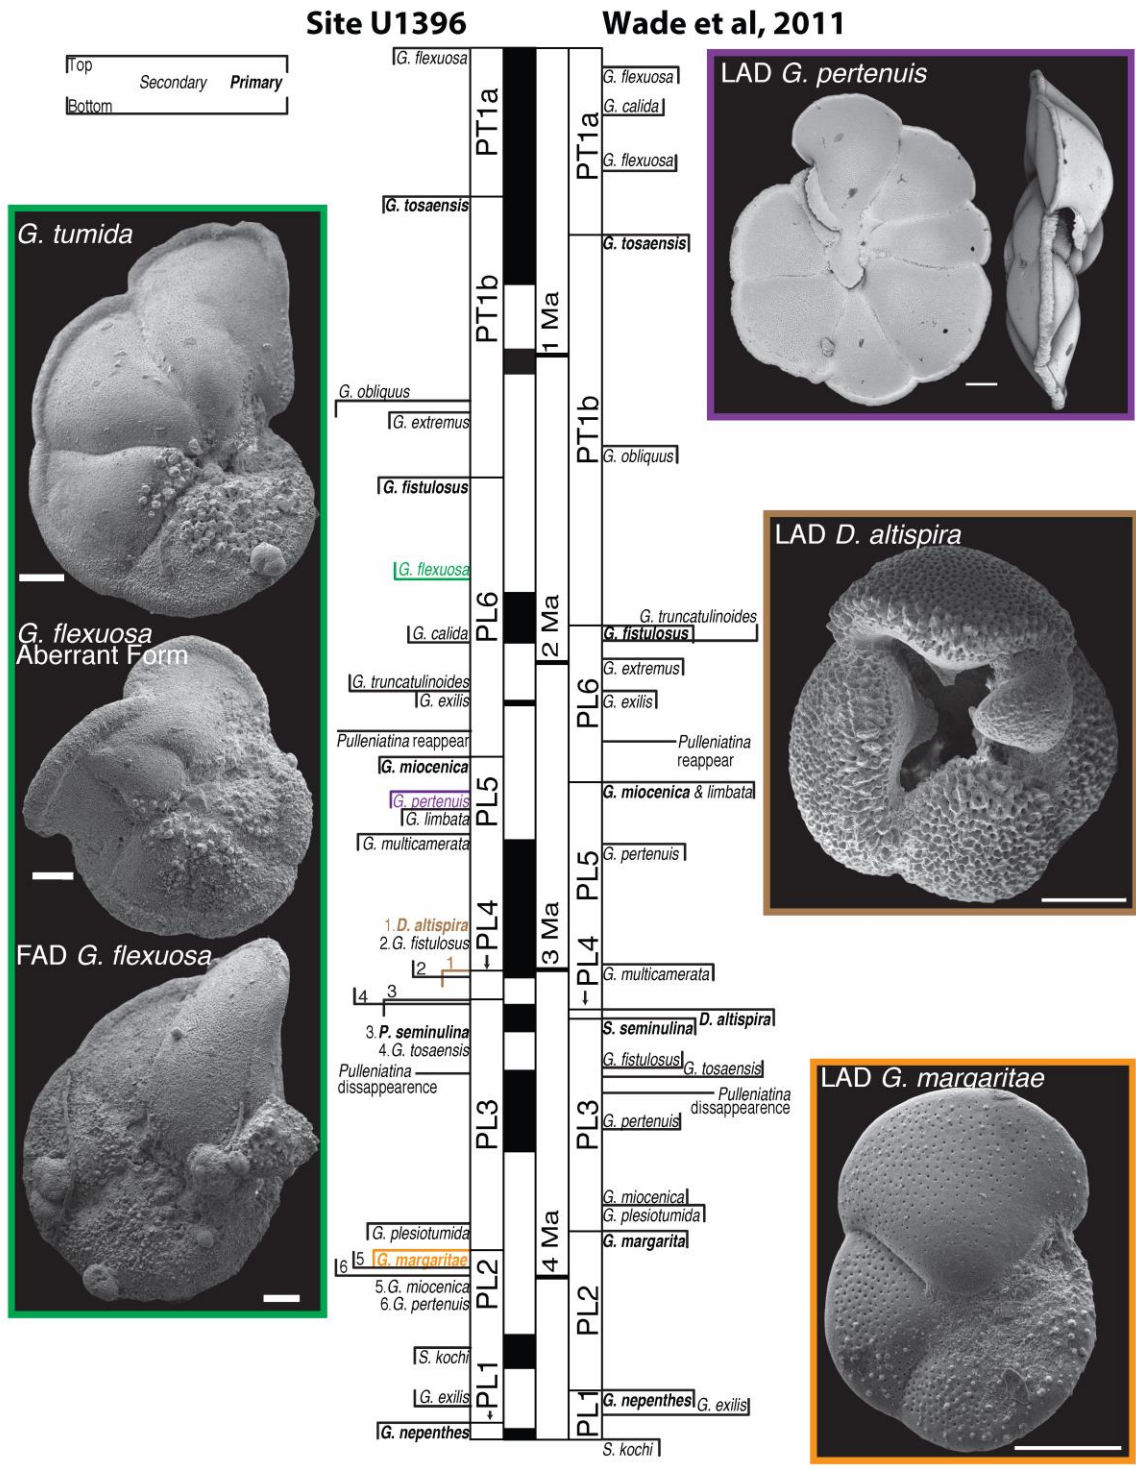 Site U1396
Wade et al, 2011
Top
Secondary Primary
Bottom
G. flexuosa
G. tosaensis
G. obliquus
G. extremus
G. fistulosus
G. flexuosa
G. calida
G. truncatulinoides
G. exilis
Pulleniatina reappear
G. miocenica
G. pertenuis
G. limbata
G. multicamerata
1. D. altispira
2. G. fistulosus
2
1
4
3
3. P. seminulina
4. G. tosaensis
Pulleniatina
dissappearence
G. plesiotumida
6
5
G. margaritae
5. G. miocenica
6. G. pertenuis
S. kochi
G. exilis
G. nepenthes
PT1a
PT1b
PL6
PL5
PL4
PL3
PL2
PL1
1 Ma
2 Ma
3 Ma
4 Ma
PT1a
PT1b
PL6
PL5
PL4
PL3
PL2
PL1
G. flexuosa
G. calida
G. flexuosa
G. tosaensis
G. obliquus
G. truncatulinoides
G. fistulosus
G. extremus
G. exilis
Pulleniatina
reappear
G. miocenica & limbata
G. pertenuis
G. multicamerata
D. altispira
S. seminulina
G. fistulosus
G. tosaensis
Pulleniatina
dissappearence
G. pertenuis
G. miocenica
G. plesiotumida
G. margarita
G. nepenthes
G. exilis
S. kochi
G. tumida
G. flexuosa
Aberrant Form
FAD G. flexuosa
LAD G. pertenuis
LAD D. altispira
LAD G. margaritae